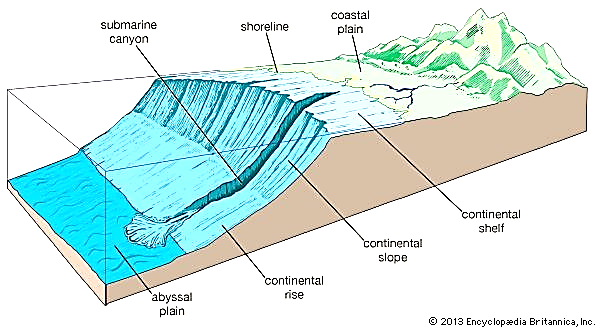 submarine
canyon
shoreline
coastal
plain
continental
shelf
continental
slope
continental
rise
abyssal
plain
© 2013 Encyclopædia Britannica, Inc.